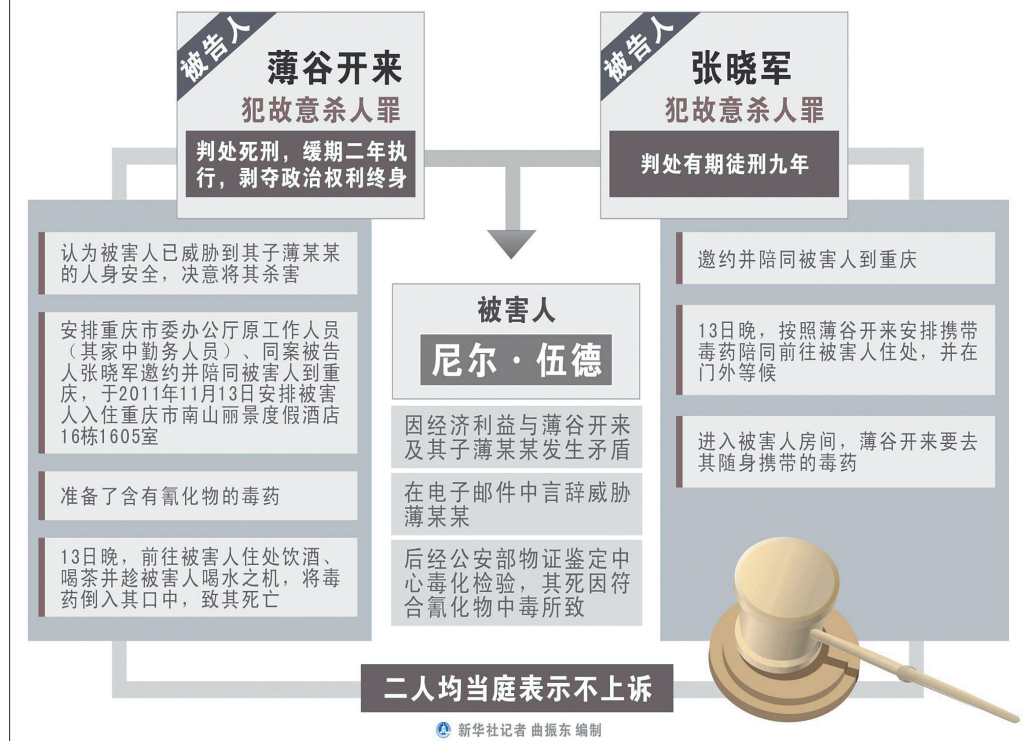 被告人
薄谷开来
犯故意杀人罪
判处死刑，缓期二年执
行，剥夺政治权利终身
认为被害人已威胁到其子薄某某
的人身安全，决意将其杀害
安排重庆市委办公厅原工作人员
（其家中勤务人员）、同案被告
人张晓军邀约并陪同被害人到重
庆，于2011年11月13日安排被害
人入住重庆市南山丽景度假酒店
16栋1605室
准备了含有氰化物的毒药
13日晚，前往被害人住处饮酒、
喝茶并趁被害人喝水之机，将毒
药倒入其口中，致其死亡
被害人
尼尔·伍德
因经济利益与薄谷开来
及其子薄某某发生矛盾
在电子邮件中言辞威胁
薄某某
后经公安部物证鉴定中
心毒化检验，其死因符
合氰化物中毒所致
被告人
张晓军
犯故意杀人罪
判处有期徒刑九年
邀约并陪同被害人到重庆
13日晚，按照薄谷开来安排携带
毒药陪同前往被害人住处，并在
门外等候
进入被害人房间，薄谷开来要去
其随身携带的毒药
二人均当庭表示不上诉
新华社记者 曲振东 编制